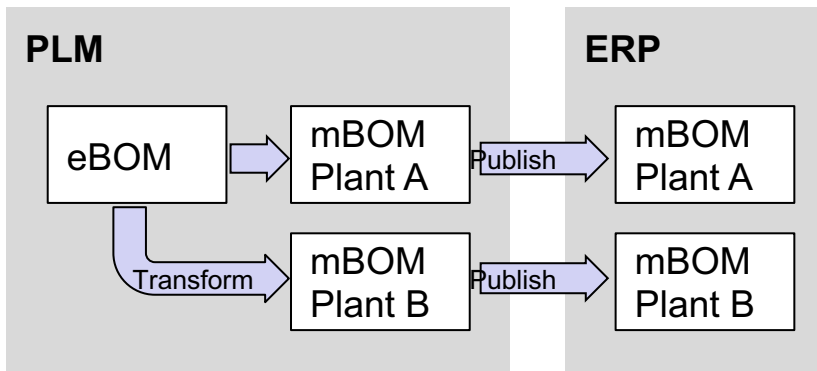 PLM
ERP
eBOM
mBOM
Plant A
Publish
mBOM
Plant A
Transform
mBOM
Plant B
Publish
mBOM
Plant B